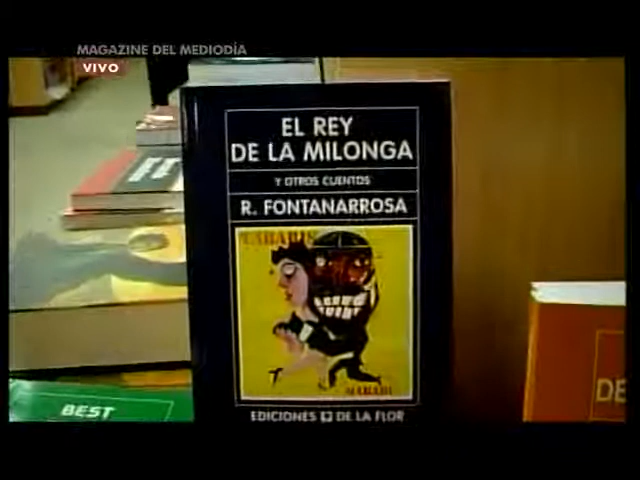 MAGAZINE DEL MEDIODÍA
VIVO
EL REY
DE LA MILONGA
Y OTROS CUENTOS
R. FONTANARROSA
EDICIONES DE LA FLOR
BEST
DE